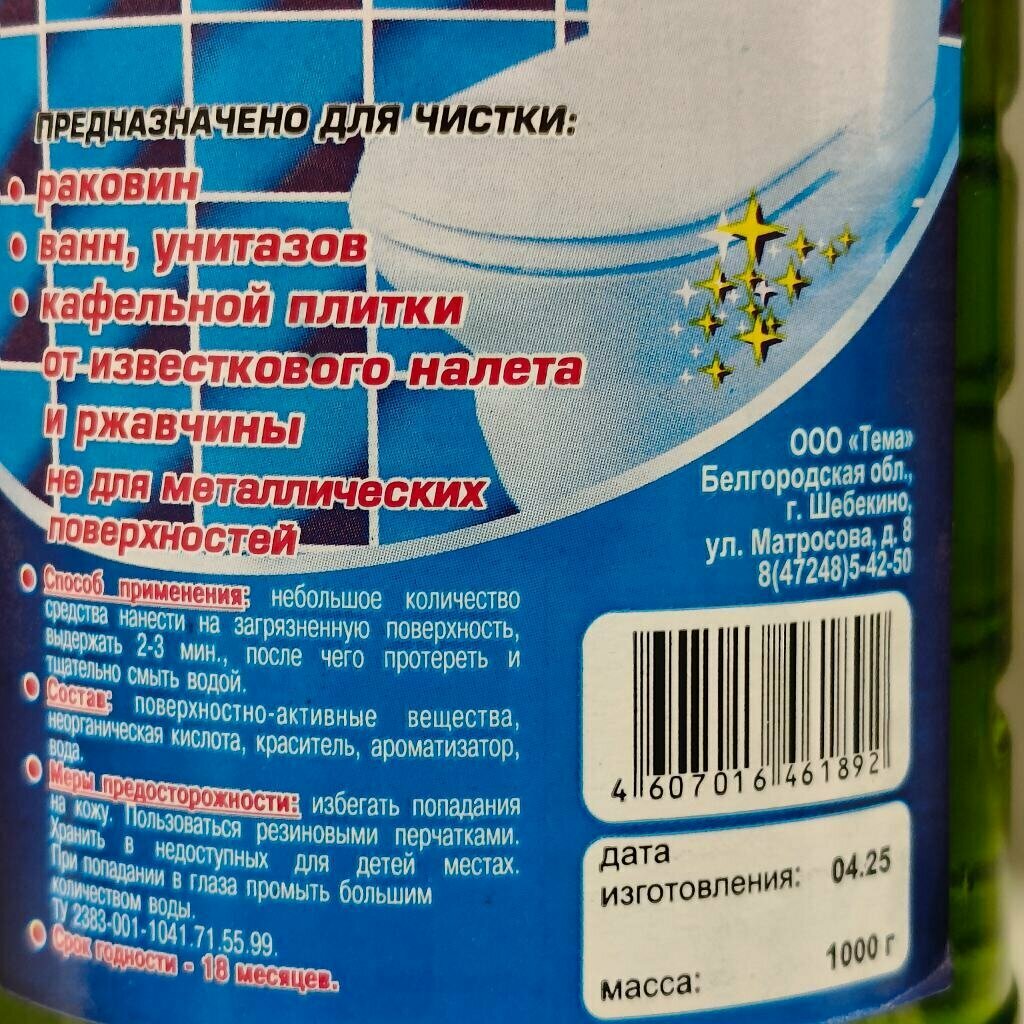 ПРЕДНАЗНАЧЕНО ДЛЯ ЧИСТКИ:
• раковин
• ванн, унитазов
• кафельной плитки
от известкового налета
и ржавчины
не для металлических
поверхностей
ООО «Тема»
Белгородская обл.,
г. Шебекино,
ул. Матросова, д. 8
8(47248)5-42-50
• Способ применения: небольшое количество
средства нанести на загрязненную поверхность,
выдержать 2-3 мин., после чего протереть и
тщательно смыть водой.
• Состав: поверхностно-активные вещества,
неорганическая кислота, краситель, ароматизатор,
вода.
• Меры предосторожности: избегать попадания
на кожу. Пользоваться резиновыми перчатками.
Хранить в недоступных для детей местах.
При попадании в глаза промыть большим
количеством воды.
ТУ 2383-001-1041.71.55.99.
• Срок годности - 18 месяцев.
4 607016 461892
дата
изготовления: 04.25
масса: 1000 г